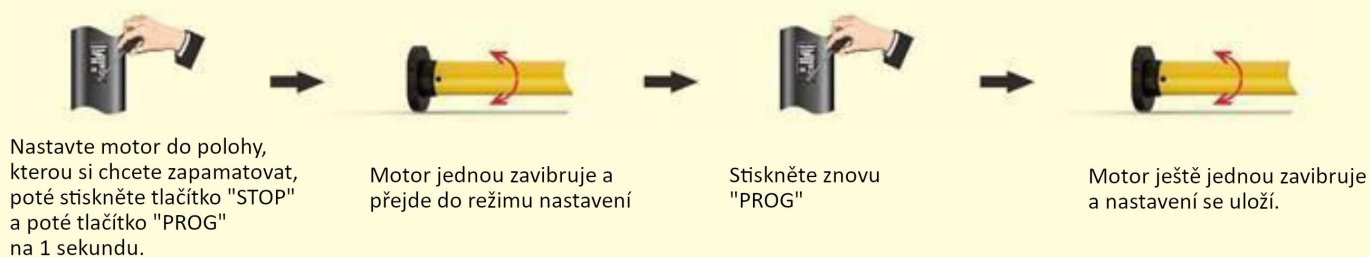 Nastavte motor do polohy,
kterou si chcete zapamatovat,
poté stiskněte tlačítko "STOP"
a poté tlačítko "PROG"
na 1 sekundu.
Motor jednou zavibruje a
přejde do režimu nastavení
Stiskněte znovu
"PROG"
Motor ještě jednou zavibruje
a nastavení se uloží.